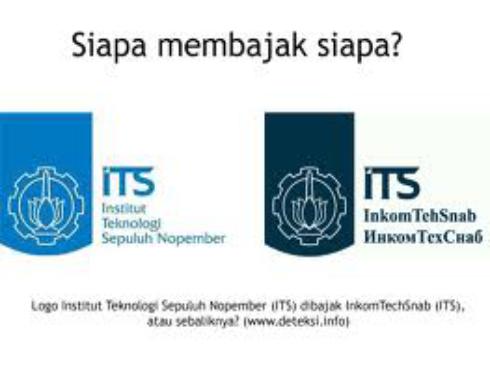 Siapa membajak siapa?
iTS
Institut
Teknologi
Sepuluh Nopember
iTS
InkomTehSnab
ИнкомТехСнаб
Logo Institut Teknologi Sepuluh Nopember (ITS) dibajak InkomTechSnab (ITS),
atau sebaliknya? (www.deteksi.info)